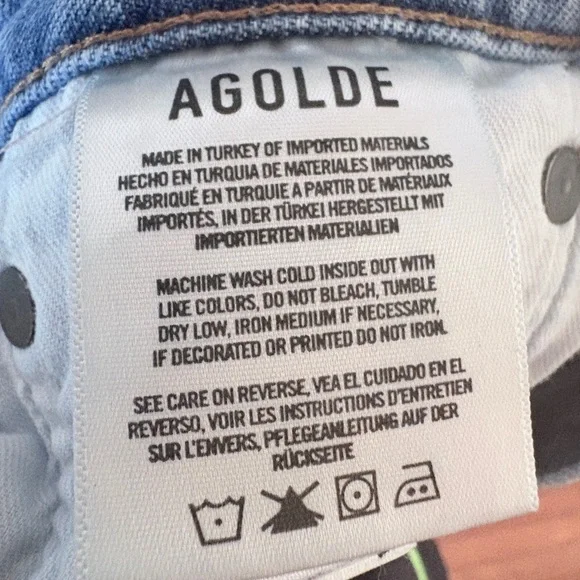 AGOLDE
MADE IN TURKEY OF IMPORTED MATERIALS
HECHO EN TURQUIA DE MATERIALES IMPORTADOS
FABRIQUÉ EN TURQUIE A PARTIR DE MATÉRIAUX
IMPORTÉS, IN DER TÜRKEI HERGESTELLT MIT
IMPORTIERTEN MATERIALIEN
MACHINE WASH COLD INSIDE OUT WITH
LIKE COLORS, DO NOT BLEACH, TUMBLE
DRY LOW, IRON MEDIUM IF NECESSARY,
IF DECORATED OR PRINTED DO NOT IRON.
SEE CARE ON REVERSE, VEA EL CUIDADO EN EL
REVERSO, VOIR LES INSTRUCTIONS D'ENTRETIEN
SUR L'ENVERS, PFLEGEANLEITUNG AUF DER
RÜCKSEITE